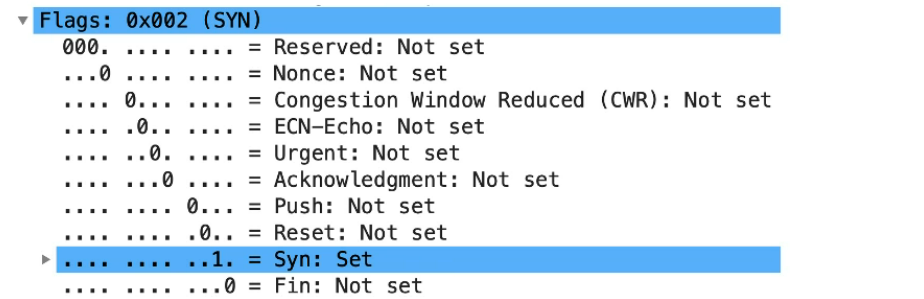 Flags: 0x002 (SYN)
000. .... .... = Reserved: Not set
...0 .... .... = Nonce: Not set
.... 0... .... = Congestion Window Reduced (CWR): Not set
.... .0.. .... = ECN-Echo: Not set
.... ..0. .... = Urgent: Not set
.... ...0 .... = Acknowledgment: Not set
.... .... 0... = Push: Not set
.... .... .0.. = Reset: Not set
.... .... ..1. = Syn: Set
.... .... ...0 = Fin: Not set